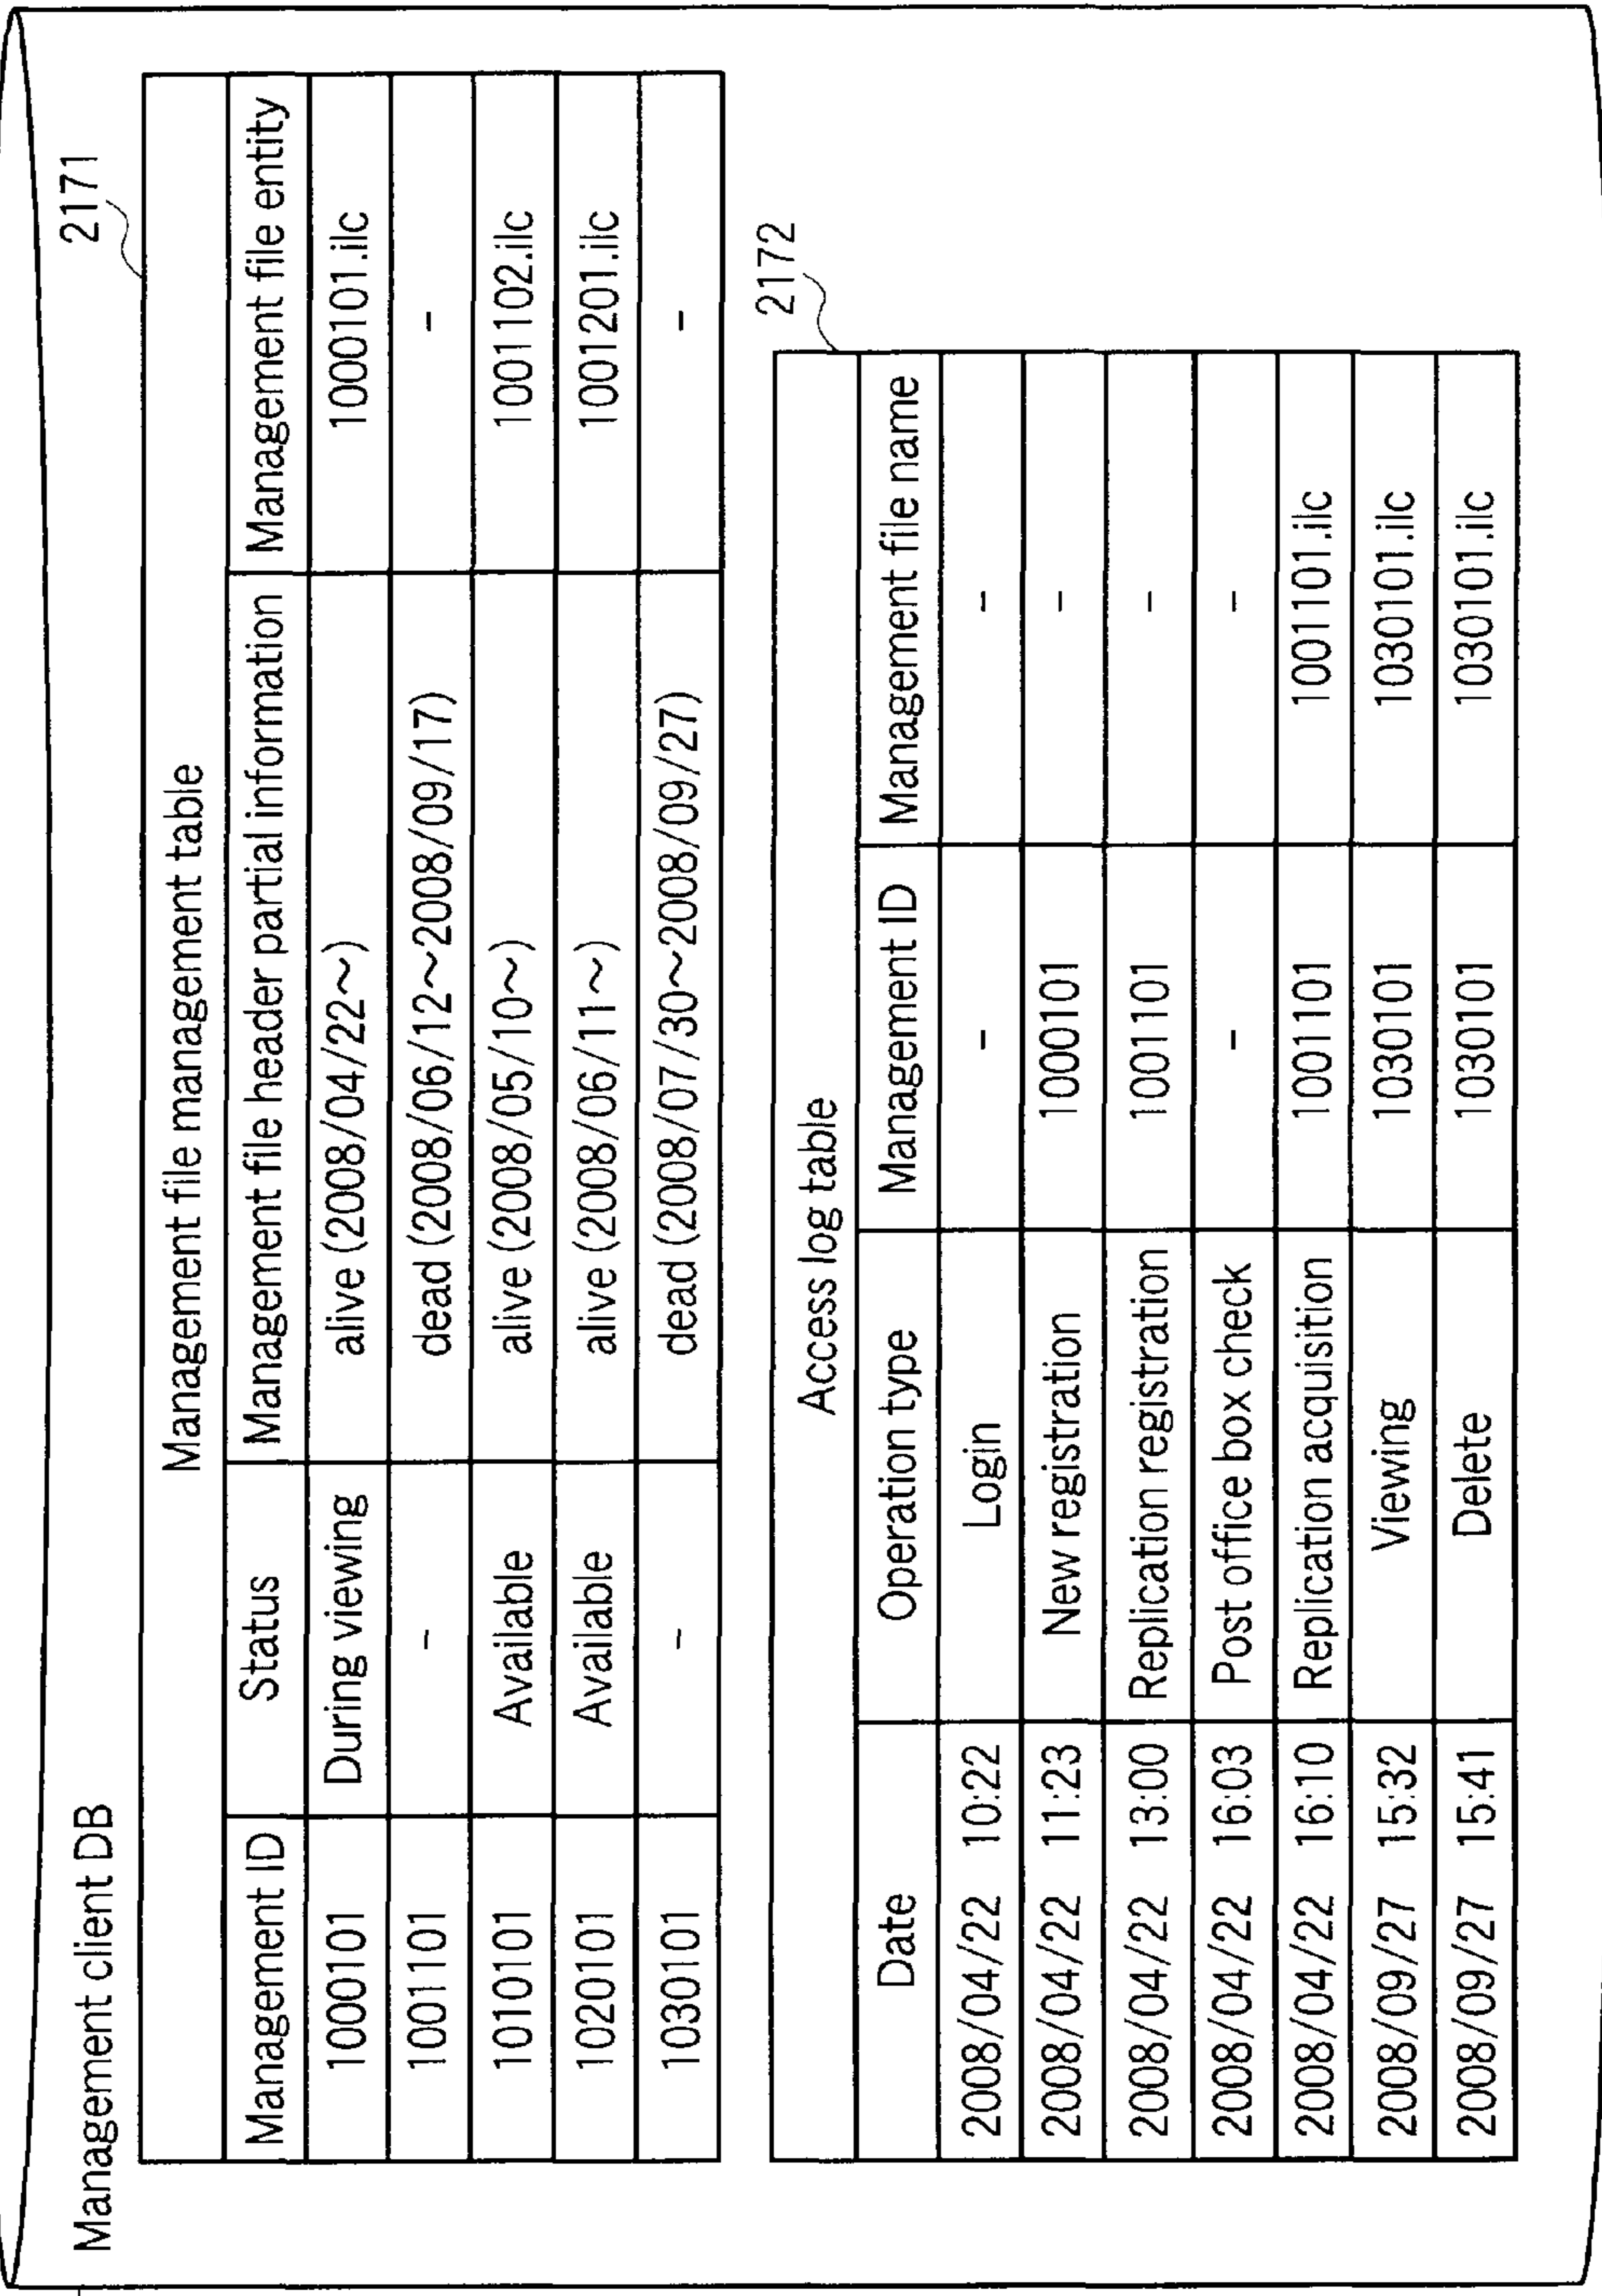 Management client DB
2171
Management file management table
Management ID Status Management file header partial information Management file entity
1000101 During viewing alive (2008/04/22~) 1000101.ilc
1001101 - dead (2008/06/12~2008/09/17) -
1010101 Available alive (2008/05/10~) 1001102.ilc
1020101 Available alive (2008/06/11~) 1001201.ilc
1030101 - dead (2008/07/30~2008/09/27) -
2172
Access log table
Date Operation type Management ID Management file name
2008/04/22 10:22 Login - -
2008/04/22 11:23 New registration 1000101 -
2008/04/22 13:00 Replication registration 1001101 -
2008/04/22 16:03 Post office box check - -
2008/04/22 16:10 Replication acquisition 1001101 1001101.ilc
2008/09/27 15:32 Viewing 1030101 1030101.ilc
2008/09/27 15:41 Delete 1030101 1030101.ilc